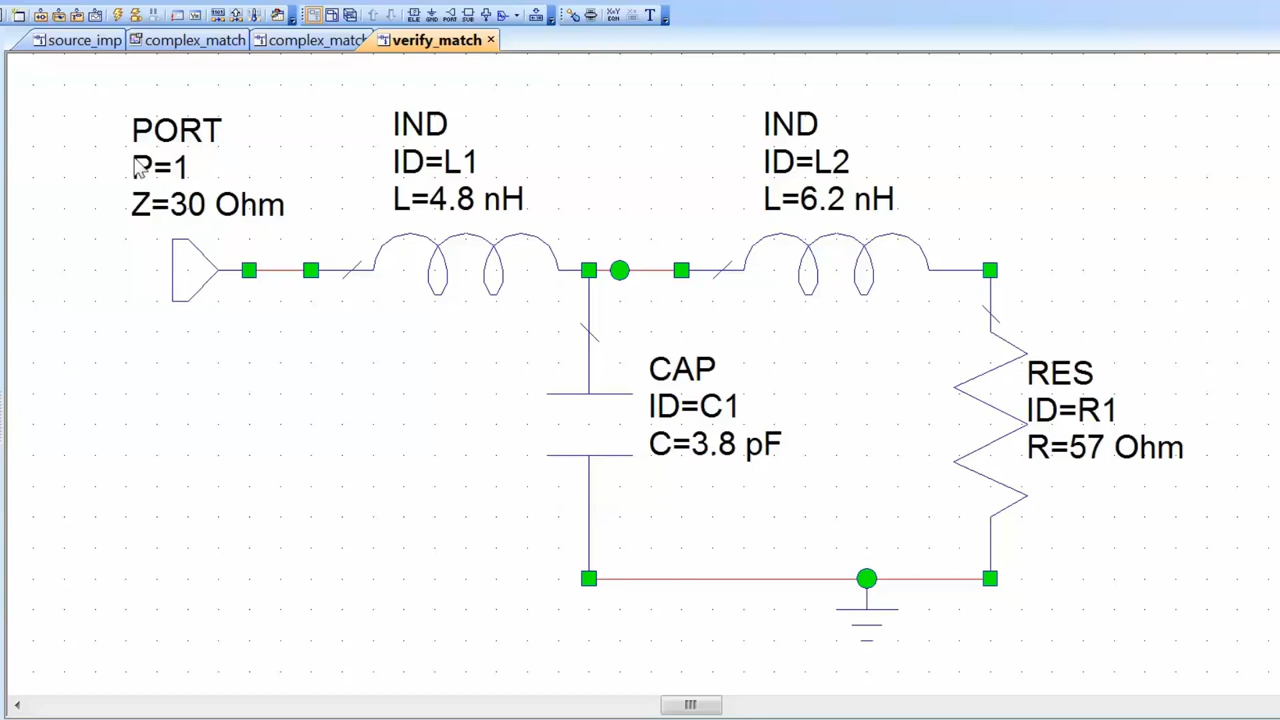 source_imp
complex_match
complex_matc
verify_match
PORT
P=1
Z=30 Ohm
IND
ID=L1
L=4.8 nH
IND
ID=L2
L=6.2 nH
CAP
ID=C1
C=3.8 pF
RES
ID=R1
R=57 Ohm